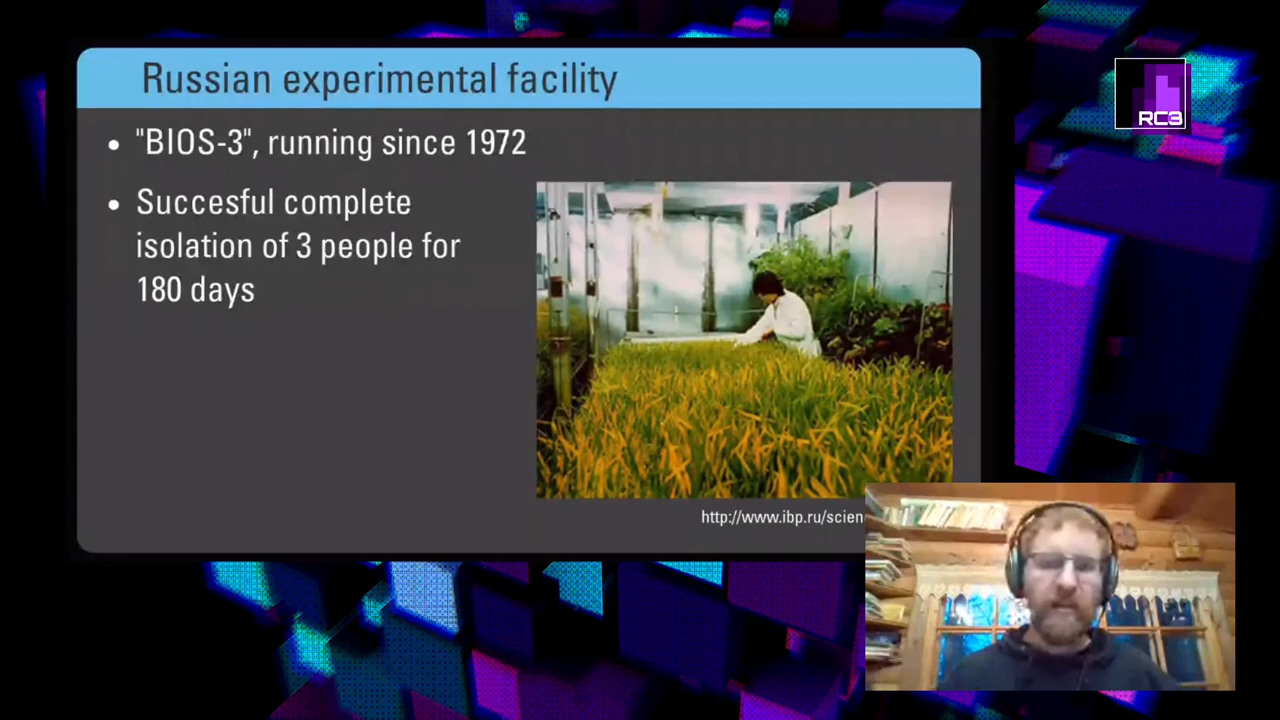 Russian experimental facility
"BIOS-3", running since 1972
Succesful complete
isolation of 3 people for
180 days
http://www.ibp.ru/scien
RC3